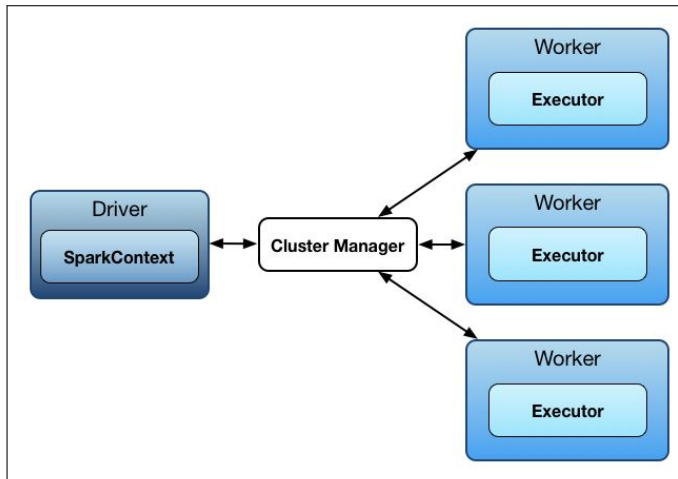 Driver
SparkContext
Cluster Manager
Worker
Executor
Worker
Executor
Worker
Executor